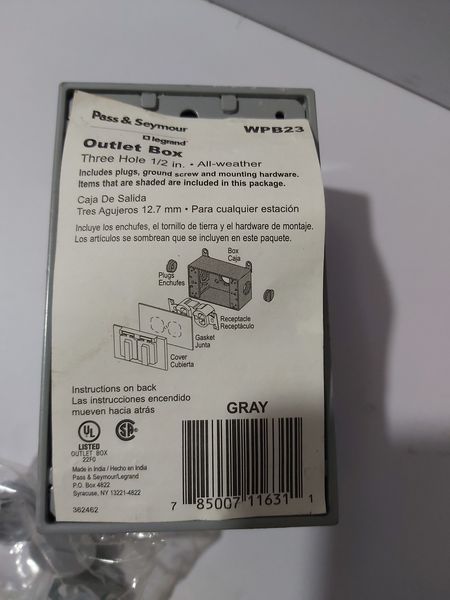 Pass & Seymour
legrand
WPB23
Outlet Box
Three Hole 1/2 in. • All-weather
Includes plugs, ground screw and mounting hardware.
Items that are shaded are included in this package.
Caja De Salida
Tres Agujeros 12.7 mm • Para cualquier estación
Incluye los enchufes, el tornillo de tierra y el hardware de montaje.
Los artículos se sombrean que se incluyen en este paquete.
Box
Caja
Plugs
Enchufes
Receptacle
Receptáculo
Gasket
Junta
Cover
Cubierta
Instructions on back
Las instrucciones encendido
mueven hacia atrás
GRAY
UL
LISTED
OUTLET BOX
22F0
Made in India / Hecho en India
Pass & Seymour/Legrand
P.O. Box 4822
Syracuse, NY 13221-4822
362462
7 85007 11631 1